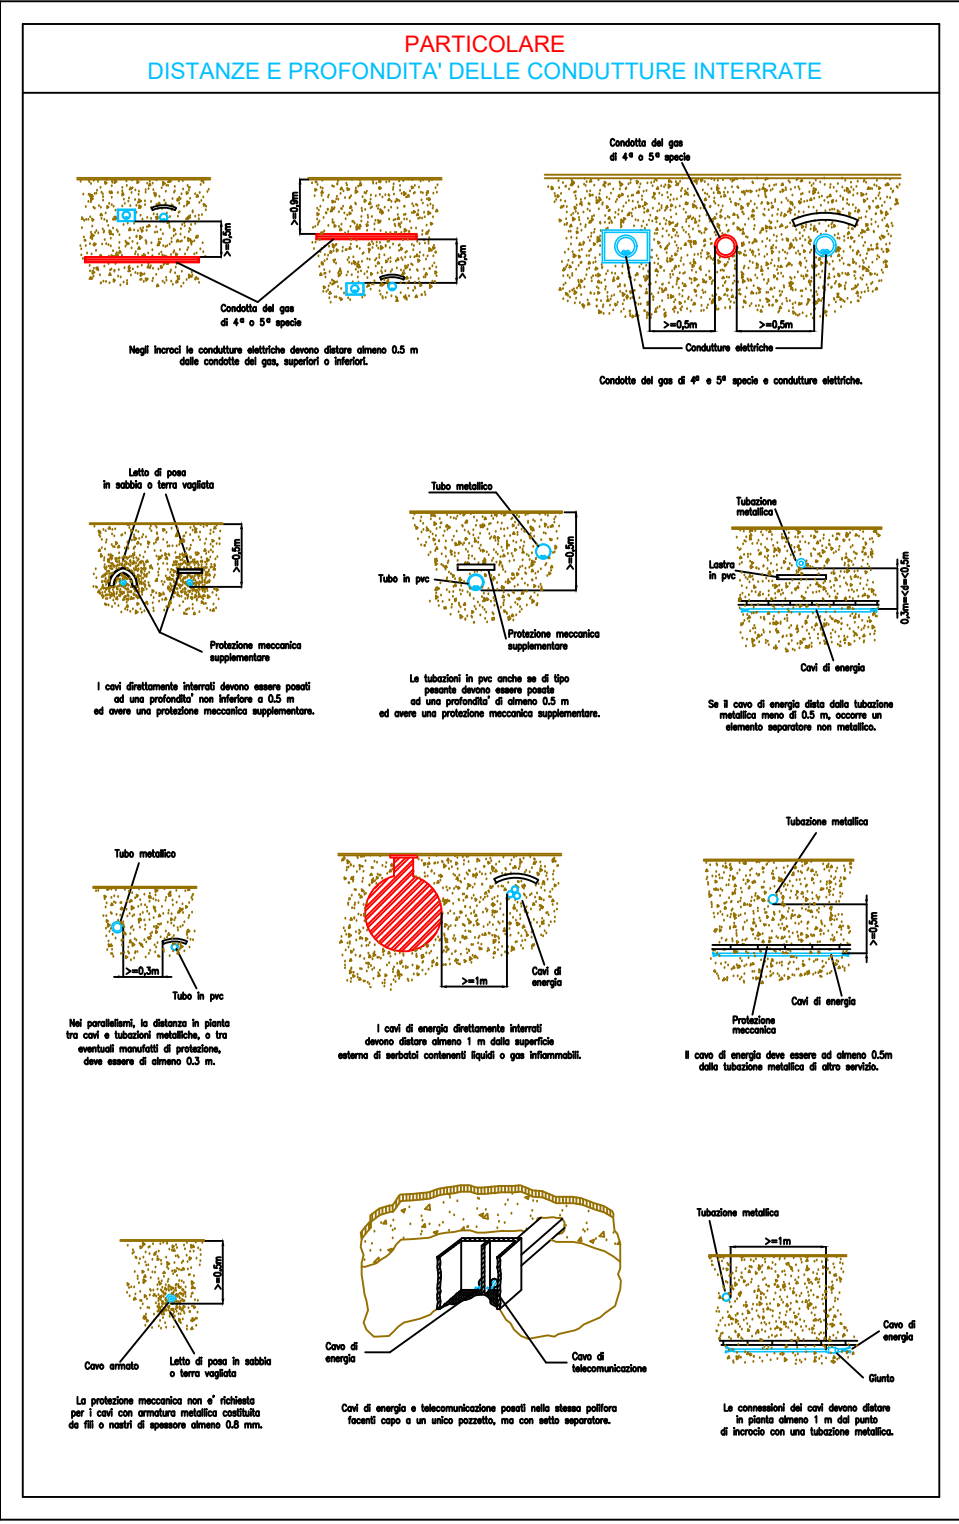 PARTICOLARE
DISTANZE E PROFONDITA' DELLE CONDUTTURE INTERRATE
>=0,5m
>=0,9m
>=0,5m
Condotta del gas
di 4ª o 5ª specie
Negli incroci le condutture elettriche devono distare almeno 0.5 m
dalle condotte del gas, superiori o inferiori.
Condotta del gas
di 4ª o 5ª specie
>=0,5m
>=0,5m
Condutture elettriche
Condotte del gas di 4ª e 5ª specie e condutture elettriche.
Letto di posa
in sabbia o terra vagliata
>=0,5m
Protezione meccanica
supplementare
I cavi direttamente interrati devono essere posati
ad una profondita' non inferiore a 0.5 m
ed avere una protezione meccanica supplementare.
Tubo metallico
>=0,5m
Tubo in pvc
Protezione meccanica
supplementare
Le tubazioni in pvc anche se di tipo
pesante devono essere posate
ad una profondita' di almeno 0.5 m
ed avere una protezione meccanica supplementare.
Tubazione
metallica
Lastra
in pvc
0,3m=<d=<0,5m
Cavi di energia
Se il cavo di energia dista dalla tubazione
metallica meno di 0.5 m, occorre un
elemento separatore non metallico.
Tubo metallico
>=0,3m
Tubo in pvc
Nei parallelismi, la distanza in pianta
tra cavi e tubazioni metalliche, o tra
eventuali manufatti di protezione,
deve essere di almeno 0.3 m.
>=1m
Cavi di
energia
I cavi di energia direttamente interrati
devono distare almeno 1 m dalla superficie
esterna di serbatoi contenenti liquidi o gas infiammabili.
Tubazione metallica
>=0,5m
Cavi di energia
Protezione
meccanica
Il cavo di energia deve essere ad almeno 0.5m
dalla tubazione metallica di altro servizio.
>=0,5m
Cavo armato
Letto di posa in sabbia
o terra vagliata
La protezione meccanica non e' richiesta
per i cavi con armatura metallica costituita
da fili o nastri di spessore almeno 0.8 mm.
Cavo di
energia
Cavo di
telecomunicazione
Cavi di energia e telecomunicazione posati nella stessa polifora
facenti capo a un unico pozzetto, ma con setto separatore.
Tubazione metallica
>=1m
Cavo di
energia
Giunto
Le connessioni dei cavi devono distare
in pianta almeno 1 m dal punto
di incrocio con una tubazione metallica.